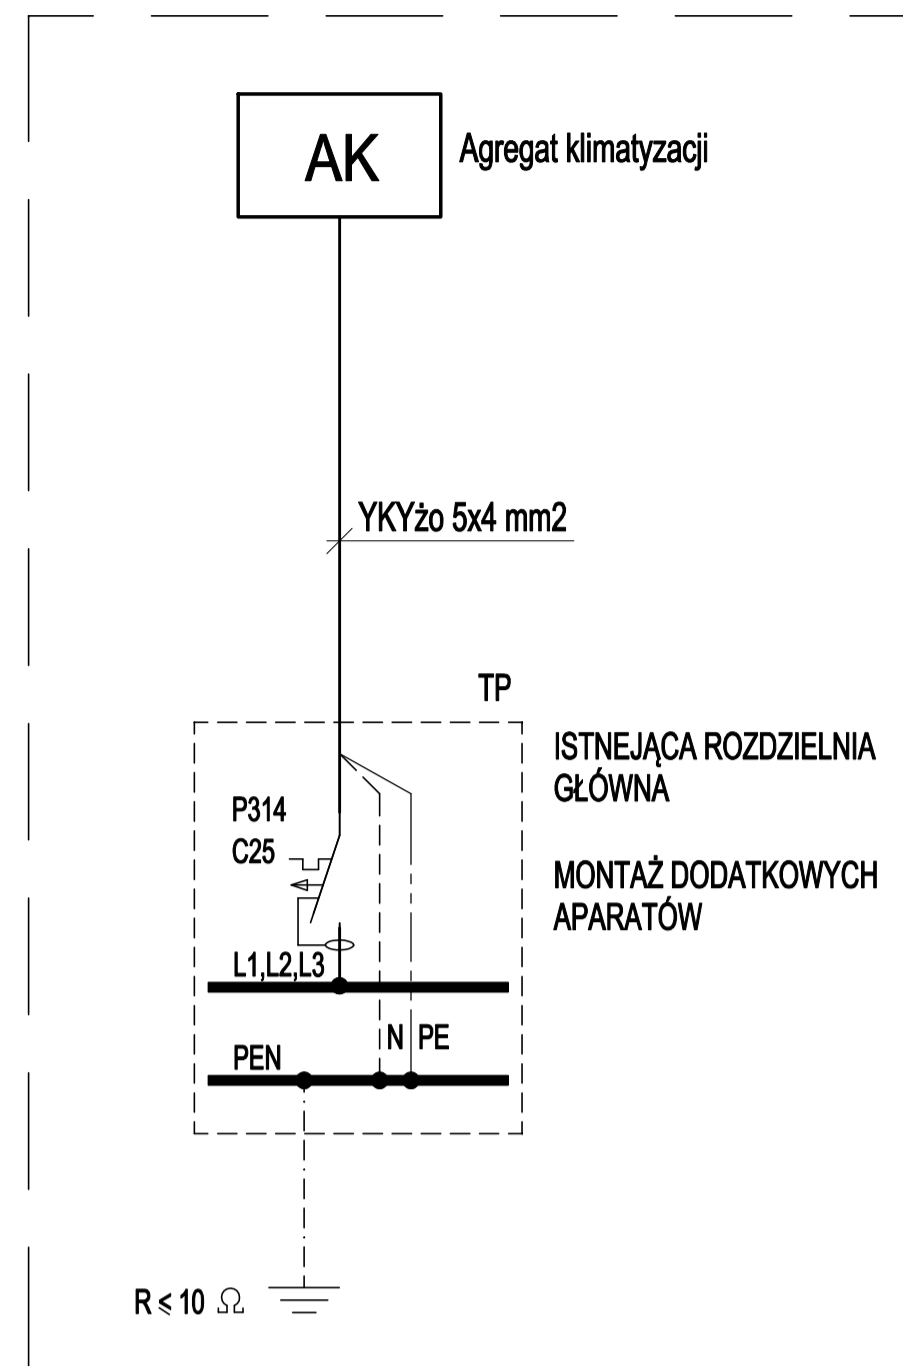 AK
Agregat klimatyzacji
YKYżo 5x4 mm2
TP
ISTNEJĄCA ROZDZIELNIA
GŁÓWNA
P314
C25
MONTAŻ DODATKOWYCH
APARATÓW
L1,L2,L3
N PE
PEN
R ⩽ 10 Ω